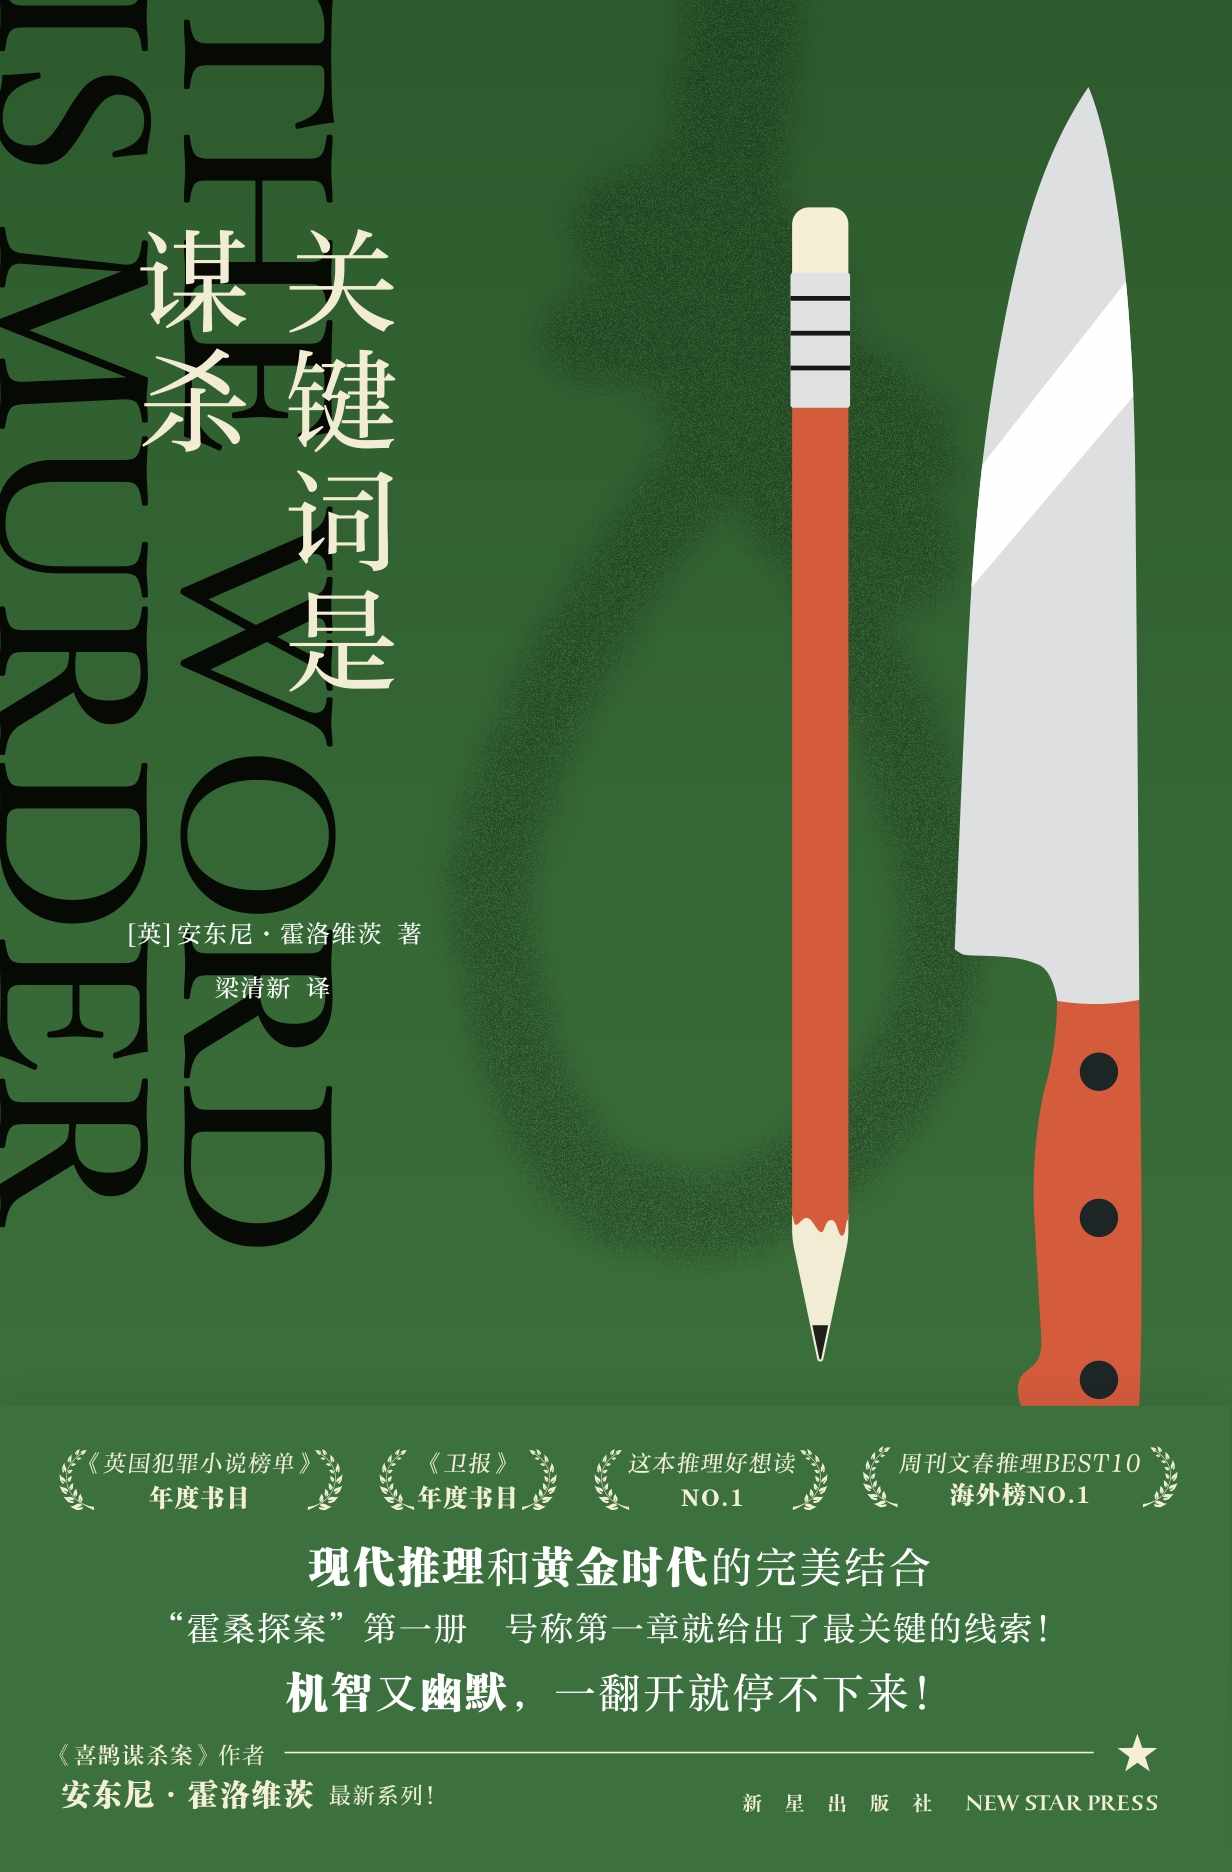 THE WORD
IS MURDER
关键词是
谋杀
[英]安东尼·霍洛维茨 著
梁清新 译
《英国犯罪小说榜单》
年度书目
《卫报》
年度书目
这本推理好想读
NO.1
周刊文春推理BEST10
海外榜NO.1
现代推理和黄金时代的完美结合
“霍桑探案”第一册 号称第一章就给出了最关键的线索！
机智又幽默，一翻开就停不下来！
《喜鹊谋杀案》作者
安东尼·霍洛维茨 最新系列！
新星出版社 NEW STAR PRESS